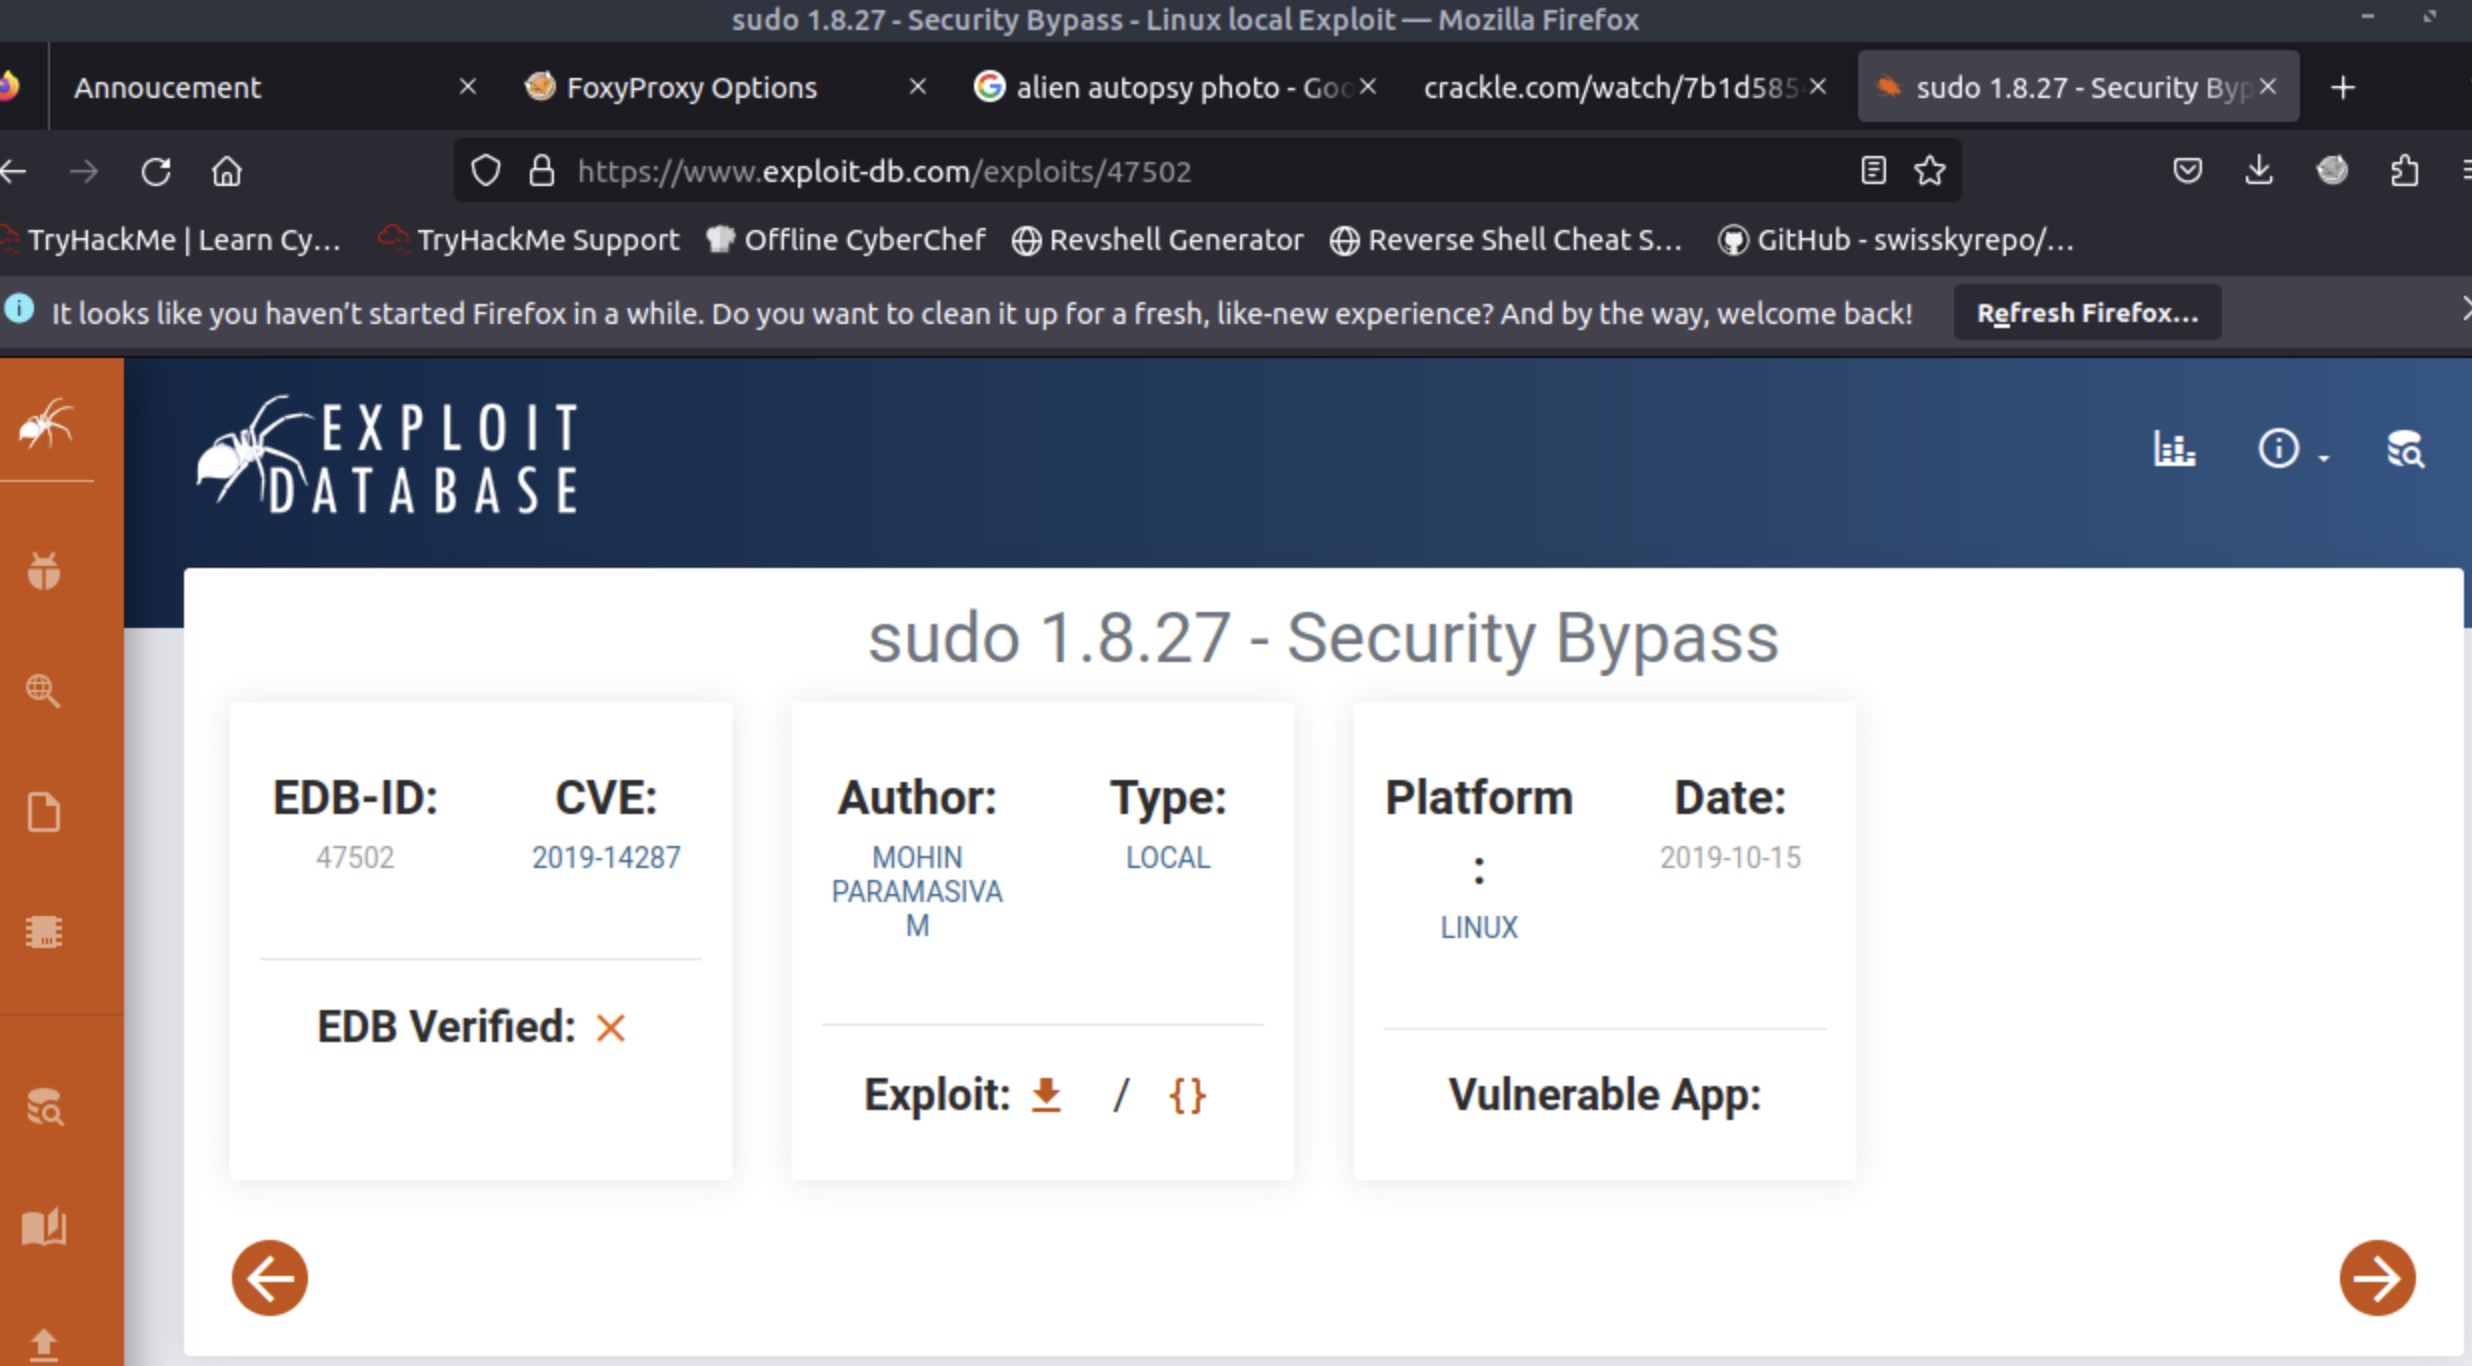 sudo 1.8.27 - Security Bypass - Linux local Exploit — Mozilla Firefox
Annoucement
FoxyProxy Options
alien autopsy photo - Goo
crackle.com/watch/7b1d585
sudo 1.8.27 - Security Byp
https://www.exploit-db.com/exploits/47502
TryHackMe | Learn Cy...
TryHackMe Support
Offline CyberChef
Revshell Generator
Reverse Shell Cheat S...
GitHub - swisskyrepo/...
It looks like you haven't started Firefox in a while. Do you want to clean it up for a fresh, like-new experience? And by the way, welcome back!
Refresh Firefox...
EXPLOIT
DATABASE
sudo 1.8.27 - Security Bypass
EDB-ID:
47502
CVE:
2019-14287
EDB Verified:
Author:
MOHIN
PARAMASIVA
M
Type:
LOCAL
Exploit: / {}
Platform
:
LINUX
Date:
2019-10-15
Vulnerable App: